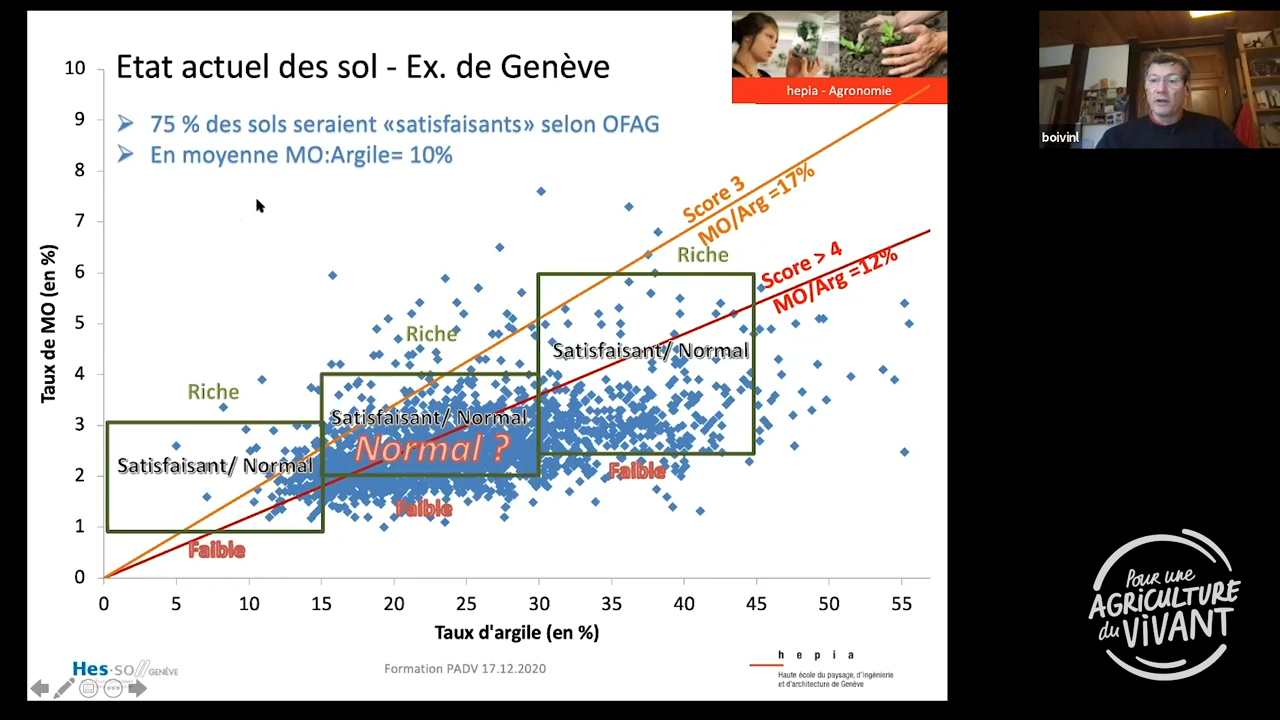 Etat actuel des sol - Ex. de Genève
hepia - Agronomie
75 % des sols seraient «satisfaisants» selon OFAG
En moyenne MO:Argile= 10%
boivinl
Score 3
MO/Arg =17%
Score > 4
MO/Arg =12%
Riche
Riche
Riche
Satisfaisant/ Normal
Satisfaisant/ Normal
Satisfaisant/ Normal
Normal ?
Faible
Faible
Faible
Taux de MO (en %)
10
9
8
7
6
5
4
3
2
1
0
0 5 10 15 20 25 30 35 40 45 50 55
Taux d'argile (en %)
Hes·so// GENÈVE
Formation PADV 17.12.2020
h e p i a
Haute école du paysage, d'ingénierie
et d'architecture de Genève
Pour une
AGRiCULTURE
du ViVANT